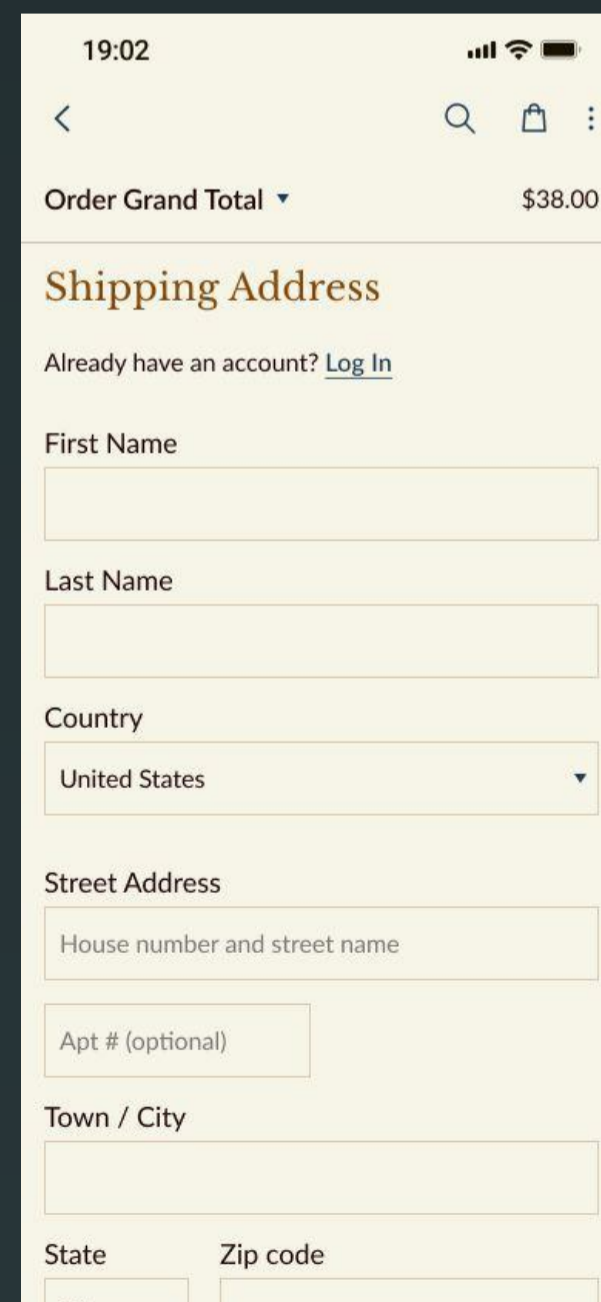 19:02
Order Grand Total $38.00
Shipping Address
Already have an account? Log In
First Name
Last Name
Country
United States
Street Address
House number and street name
Apt # (optional)
Town / City
State Zip code